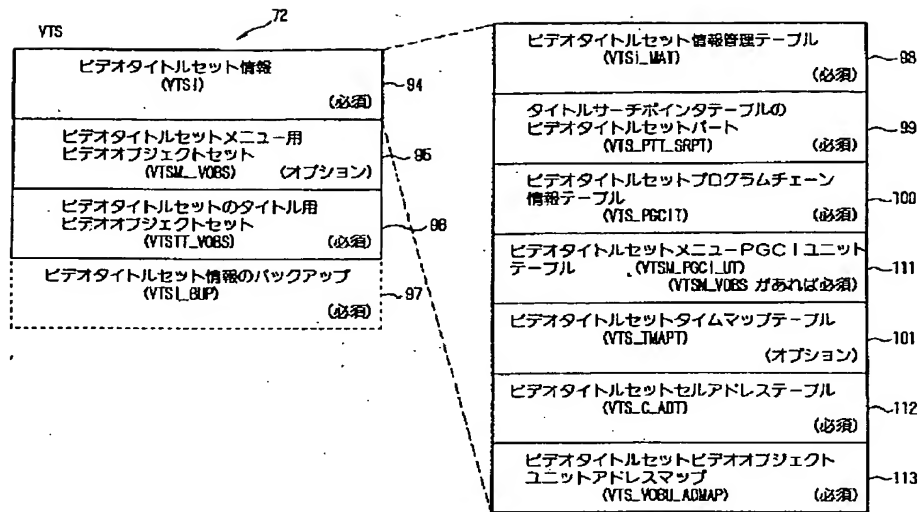 72
VTS
ビデオタイトルセット情報
(VTSI)
(必須)
94
ビデオタイトルセットメニュー用
ビデオオブジェクトセット
(VTSM_VOBS) (オプション)
95
ビデオタイトルセットのタイトル用
ビデオオブジェクトセット
(VTSTT_VOBS) (必須)
96
ビデオタイトルセット情報のバックアップ
(VTSI_BUP)
(必須)
97
ビデオタイトルセット情報管理テーブル
(VTSI_MAT)
(必須)
98
タイトルサーチポインタテーブルの
ビデオタイトルセットパート
(VTS_PTT_SRPT) (必須)
99
ビデオタイトルセットプログラムチェーン
情報テーブル
(VTS_PGCIT) (必須)
100
ビデオタイトルセットメニューPGCIユニット
テーブル (VTSM_PGCI_UT)
(VTSM_VOBS があれば必須)
111
ビデオタイトルセットタイムマップテーブル
(VTS_TMAPT)
(オプション)
101
ビデオタイトルセットセルアドレステーブル
(VTS_C_ADT)
(必須)
112
ビデオタイトルセットビデオオブジェクト
ユニットアドレスマップ
(VTS_VOBU_ADMAP) (必須)
113